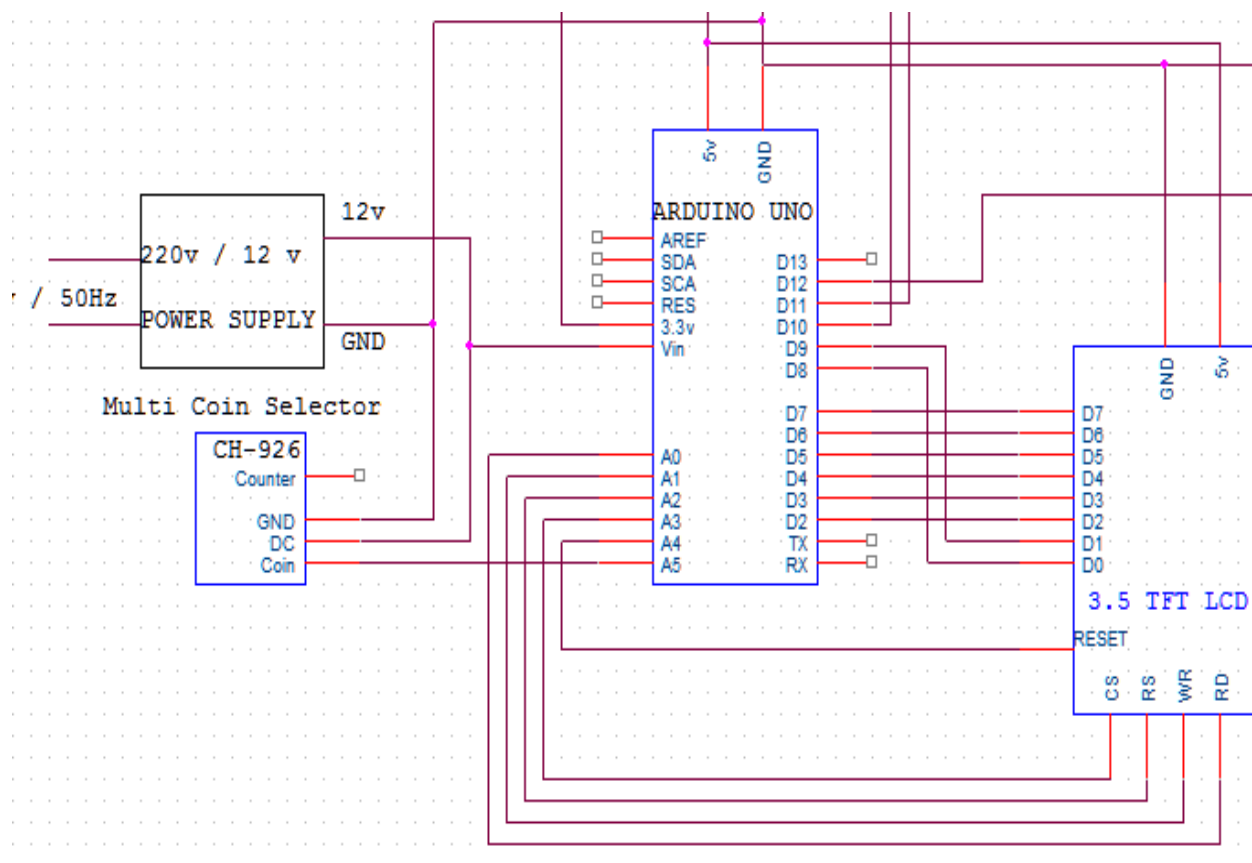 12v
220v / 12 v
/ 50Hz
POWER SUPPLY
GND
Multi Coin Selector
CH-926
Counter
GND
DC
Coin
5v
GND
ARDUINO UNO
AREF
SDA
SCA
RES
3.3v
Vin
A0
A1
A2
A3
A4
A5
D13
D12
D11
D10
D9
D8
D7
D6
D5
D4
D3
D2
TX
RX
GND
5v
D7
D6
D5
D4
D3
D2
D1
D0
3.5 TFT LCD
RESET
CS
RS
WR
RD